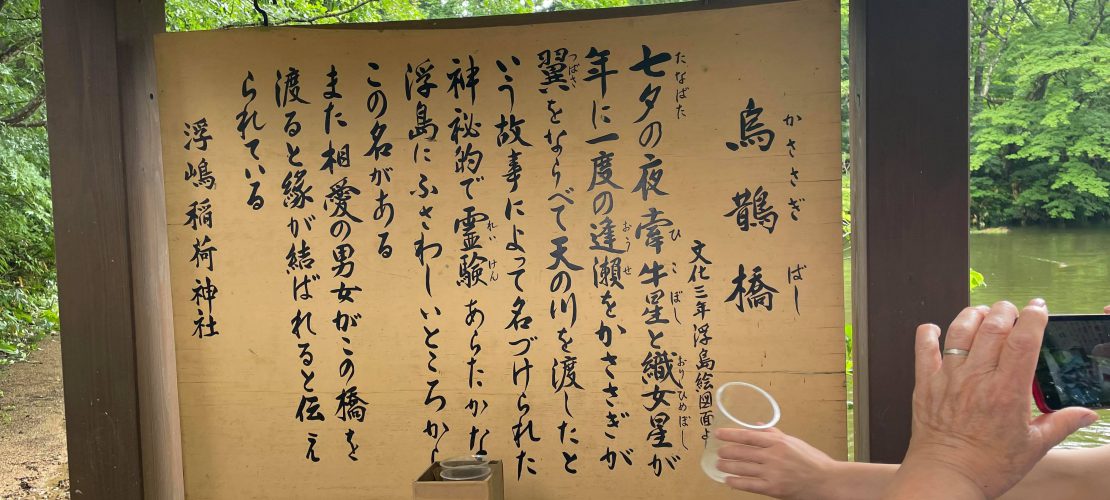 烏鵲橋
かささぎ ばし
文化三年浮島絵図面よ
七夕の夜牽牛星と織女星が
たなばた ひこぼし おりひめぼし
年に一度の逢瀬をかささぎが
おうせ
翼をならべて天の川を渡したと
つばさ
いう故事によって名づけられた
神秘的で霊験あらたかな
れいけん
浮島にふさわしいところから
この名がある
また相愛の男女がこの橋を
渡ると縁が結ばれると伝え
られている
浮嶋稲荷神社